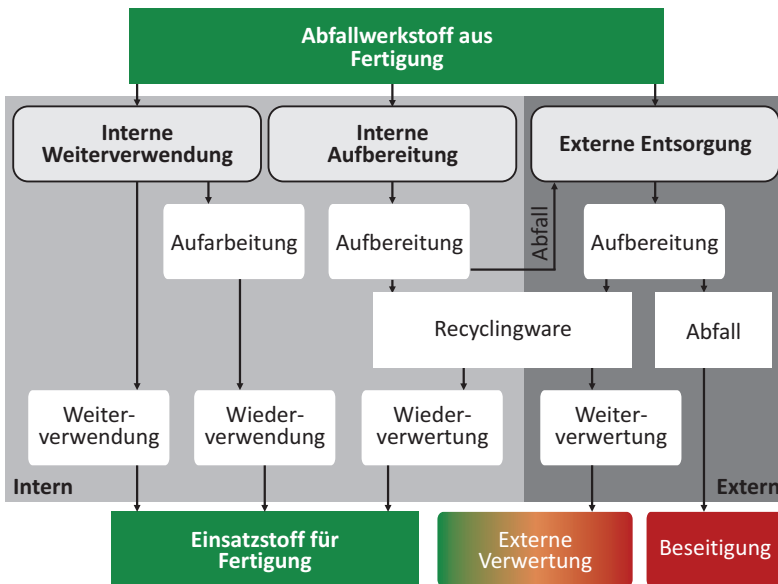 Abfallwerkstoff aus
Fertigung
Interne
Weiterverwendung
Interne
Aufbereitung
Externe Entsorgung
Aufarbeitung
Aufbereitung
Abfall
Aufbereitung
Recyclingware
Abfall
Weiter-
verwendung
Wieder-
verwendung
Wieder-
verwertung
Weiter-
verwertung
Intern
Extern
Einsatzstoff für
Fertigung
Externe
Verwertung
Beseitigung